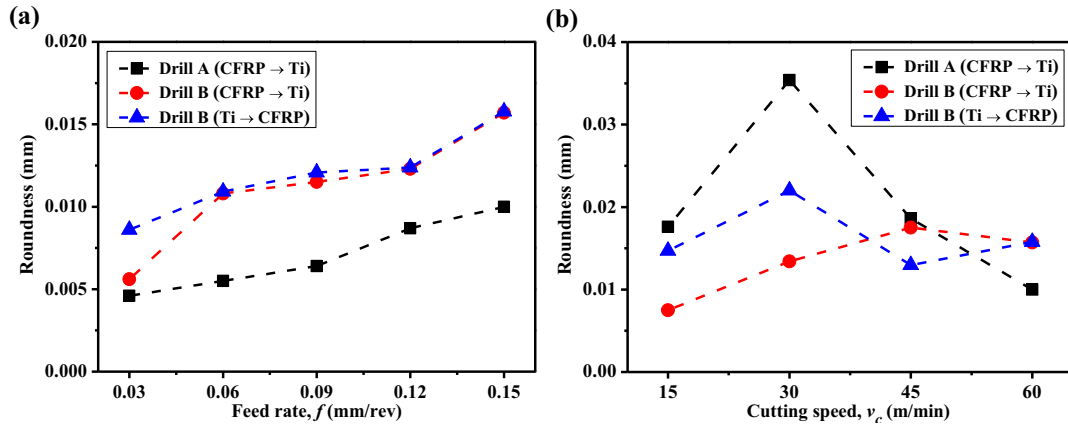 (a)
0.020
0.015
0.010
0.005
0.000
Roundness (mm)
Drill A (CFRP → Ti)
Drill B (CFRP → Ti)
Drill B (Ti → CFRP)
0.03 0.06 0.09 0.12 0.15
Feed rate, f (mm/rev)
(b)
0.04
0.03
0.02
0.01
0.00
Roundness (mm)
Drill A (CFRP → Ti)
Drill B (CFRP → Ti)
Drill B (Ti → CFRP)
15 30 45 60
Cutting speed, vc (m/min)